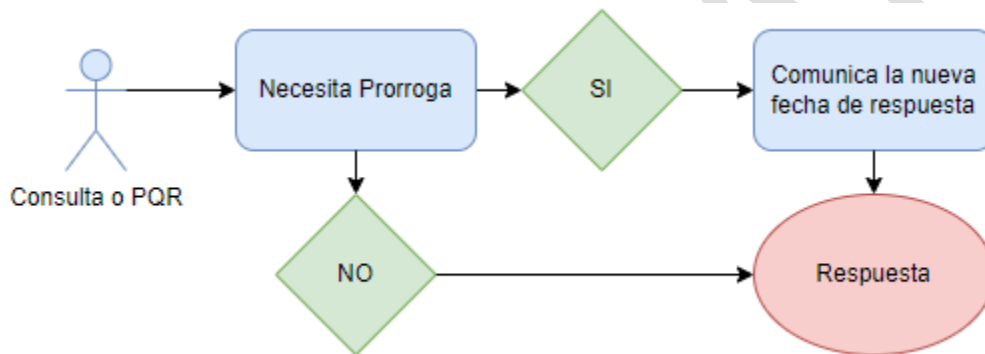 Necesita Prorroga
SI
Comunica la nueva
fecha de respuesta
Consulta o PQR
NO
Respuesta